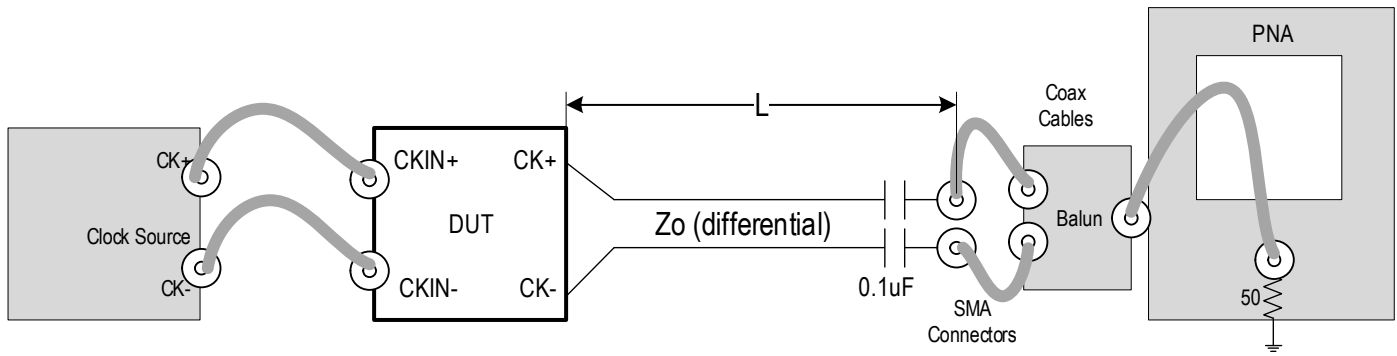 PNA
L
Coax
Cables
CK+
CKIN+
CK+
Clock Source
DUT
Zo (differential)
Balun
CK-
CKIN-
CK-
0.1uF
SMA
Connectors
50